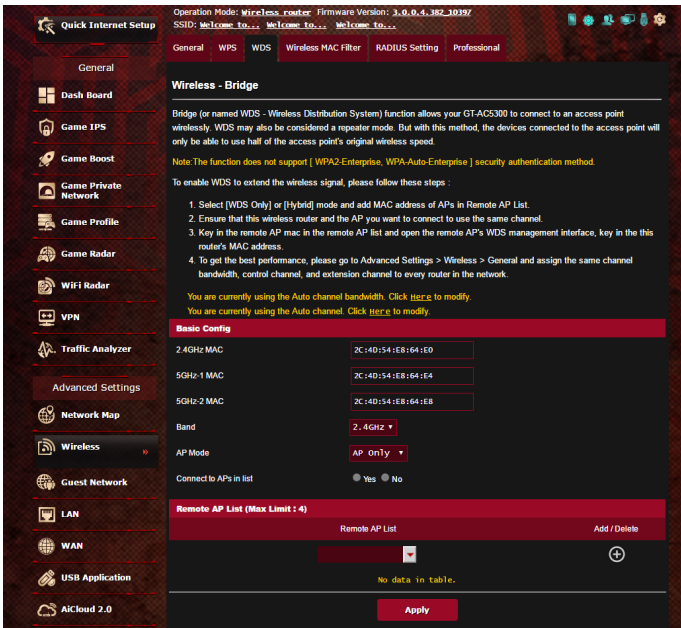 Quick Internet Setup
General
Dash Board
Game IPS
Game Boost
Game Private
Network
Game Profile
Game Radar
WiFi Radar
VPN
Traffic Analyzer
Advanced Settings
Network Map
Wireless
Guest Network
LAN
WAN
USB Application
AiCloud 2.0
Operation Mode: Wireless router Firmware Version: 3.0.0.4.382_10397
SSID: Welcome to... Welcome to... Welcome to...
General WPS WDS Wireless MAC Filter RADIUS Setting Professional
Wireless - Bridge
Bridge (or named WDS - Wireless Distribution System) function allows your GT-AC5300 to connect to an access point
wirelessly. WDS may also be considered a repeater mode. But with this method, the devices connected to the access point will
only be able to use half of the access point's original wireless speed.
Note:The function does not support [ WPA2-Enterprise, WPA-Auto-Enterprise ] security authentication method.
To enable WDS to extend the wireless signal, please follow these steps :
1. Select [WDS Only] or [Hybrid] mode and add MAC address of APs in Remote AP List.
2. Ensure that this wireless router and the AP you want to connect to use the same channel.
3. Key in the remote AP mac in the remote AP list and open the remote AP's WDS management interface, key in the this
router's MAC address.
4. To get the best performance, please go to Advanced Settings > Wireless > General and assign the same channel
bandwidth, control channel, and extension channel to every router in the network.
You are currently using the Auto channel bandwidth. Click Here to modify.
You are currently using the Auto channel. Click Here to modify.
Basic Config
2.4GHz MAC 2C:4D:54:E8:64:E0
5GHz-1 MAC 2C:4D:54:E8:64:E4
5GHz-2 MAC 2C:4D:54:E8:64:E8
Band 2.4GHz
AP Mode AP Only
Connect to APs in list Yes No
Remote AP List (Max Limit : 4)
Remote AP List Add / Delete
No data in table.
Apply